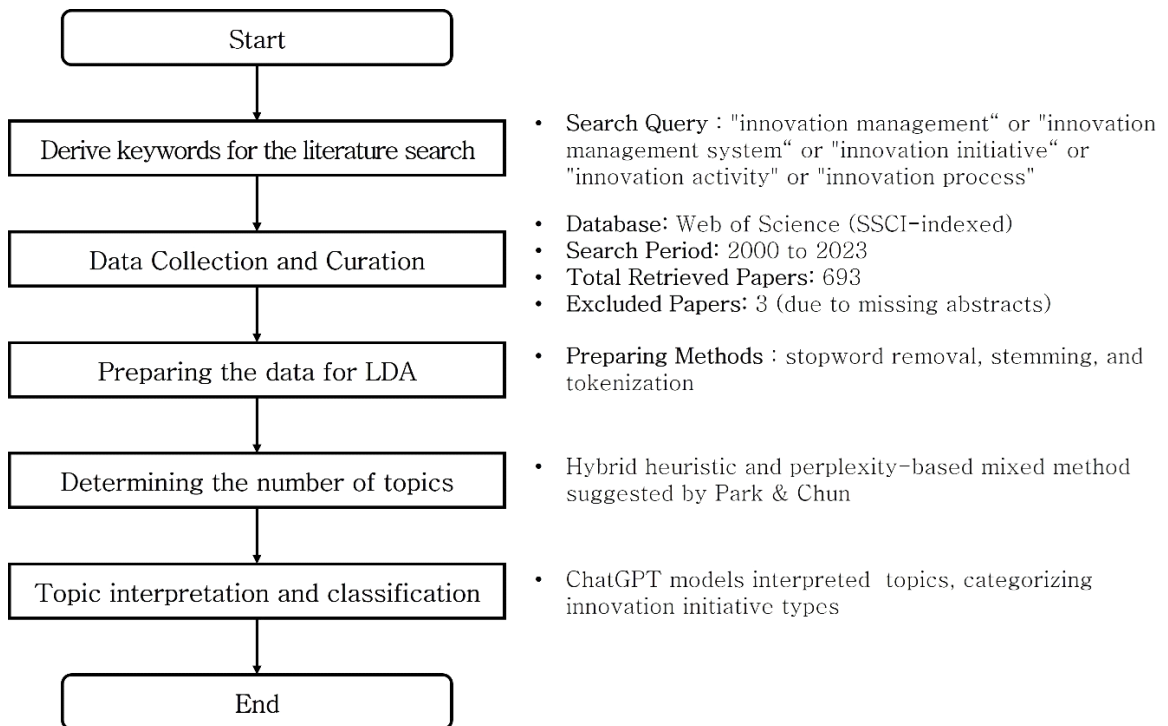 Start
Derive keywords for the literature search
• Search Query : "innovation management“ or "innovation
management system“ or "innovation initiative“ or
"innovation activity" or "innovation process"
Data Collection and Curation
• Database: Web of Science (SSCI-indexed)
• Search Period: 2000 to 2023
• Total Retrieved Papers: 693
• Excluded Papers: 3 (due to missing abstracts)
Preparing the data for LDA
• Preparing Methods : stopword removal, stemming, and
tokenization
Determining the number of topics
• Hybrid heuristic and perplexity-based mixed method
suggested by Park & Chun
Topic interpretation and classification
• ChatGPT models interpreted topics, categorizing
innovation initiative types
End